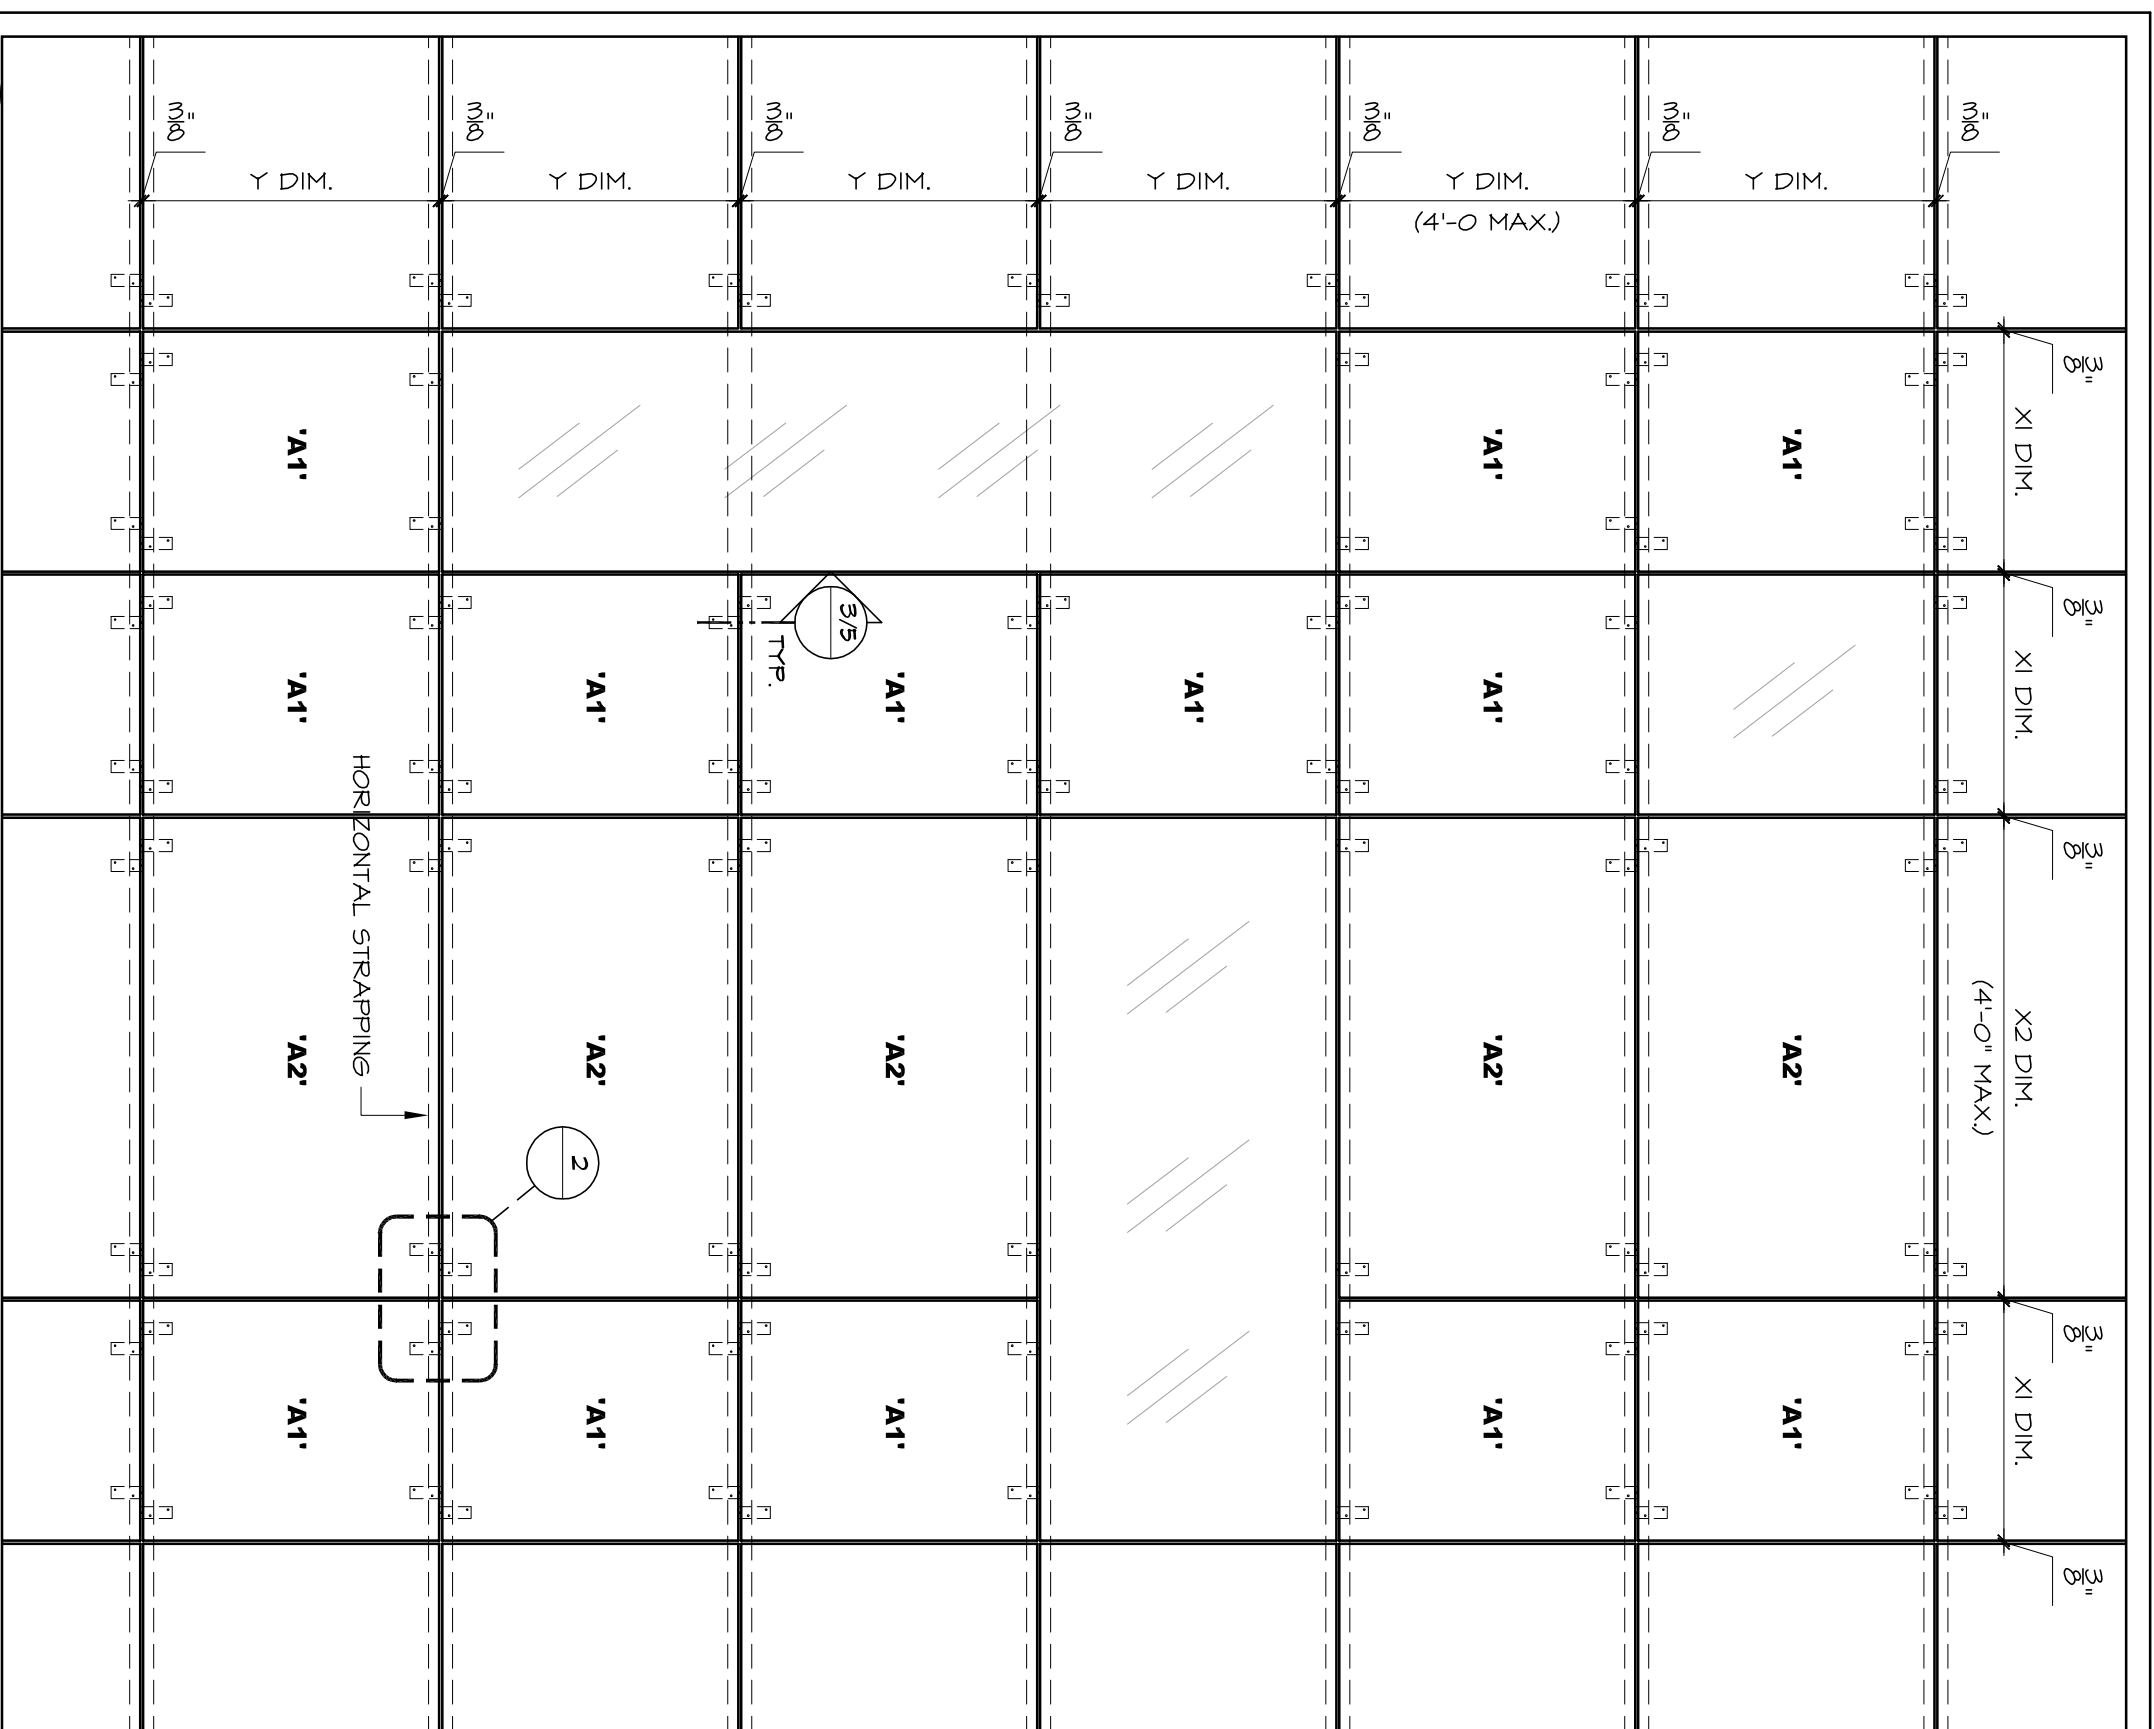 3/8"
3/8"
3/8"
3/8"
3/8"
3/8"
3/8"
Y DIM.
Y DIM.
Y DIM.
Y DIM.
Y DIM.
Y DIM.
(4'-0 MAX.)
3/8"
X1 DIM.
'A1'
'A1'
'A1'
3/8"
X1 DIM.
3/5
TYP.
'A1'
'A1'
'A1'
'A1'
'A1'
3/8"
X2 DIM.
(4'-0" MAX.)
HORIZONTAL STRAPPING
'A2'
'A2'
'A2'
'A2'
'A2'
2
3/8"
X1 DIM.
'A1'
'A1'
'A1'
'A1'
'A1'
3/8"